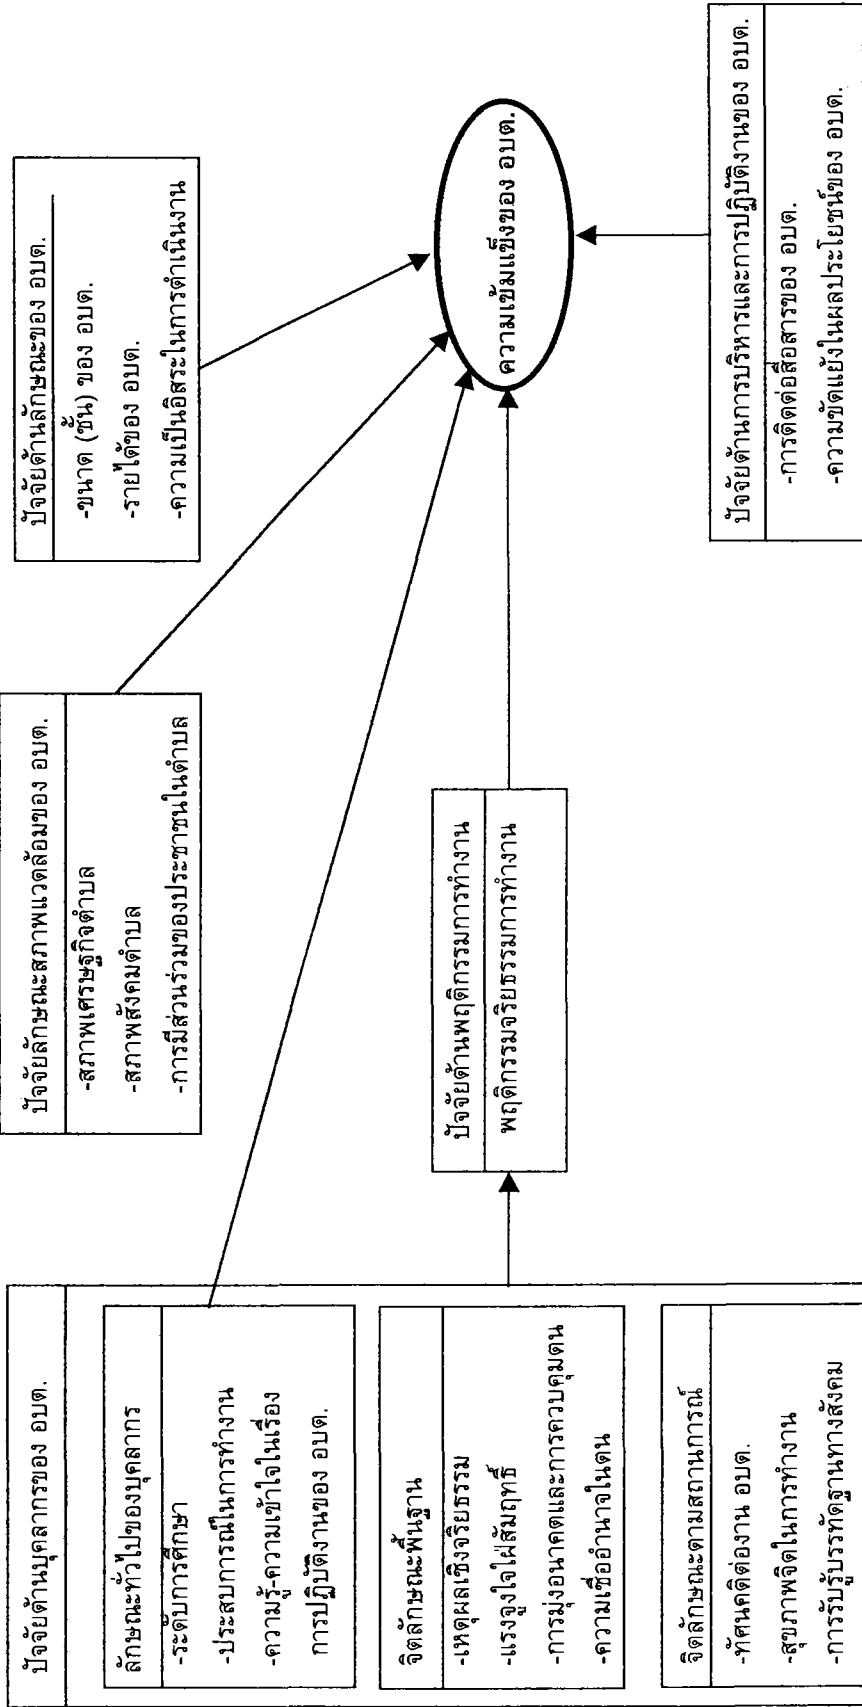 ปัจจัยด้านบุคลากรของ อบต.
ลักษณะทั่วไปของบุคลากร
-ระดับการศึกษา
-ประสบการณ์ในการทำงาน
-ความรู้-ความเข้าใจในเรื่อง
การปฏิบัติงานของ อบต.
จิตลักษณะพื้นฐาน
-เหตุผลเชิงจริยธรรม
-แรงจูงใจใฝ่สัมฤทธิ์
-การมุ่งอนาคตและการควบคุมตน
-ความเชื่ออำนาจในตน
จิตลักษณะตามสถานการณ์
-ทัศนคติต่องาน อบต.
-สุขภาพจิตในการทำงาน
-การรับรู้บรรทัดฐานทางสังคม
ปัจจัยลักษณะสภาพแวดล้อมของ อบต.
-สภาพเศรษฐกิจตำบล
-สภาพสังคมตำบล
-การมีส่วนร่วมของประชาชนในตำบล
ปัจจัยด้านพฤติกรรมการทำงาน
พฤติกรรมจริยธรรมการทำงาน
ปัจจัยด้านลักษณะของ อบต.
-ขนาด (ชั้น) ของ อบต.
-รายได้ของ อบต.
-ความเป็นอิสระในการดำเนินงาน
ความเข้มแข็งของ อบต.
ปัจจัยด้านการบริหารและการปฏิบัติงานของ อบต.
-การติดต่อสื่อสารของ อบต.
-ความขัดแย้งในผลประโยชน์ของ อบต.